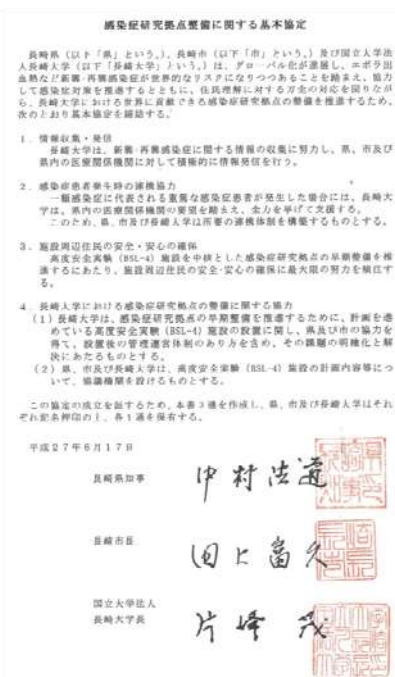 感染症研究拠点整備に関する基本協定
長崎県（以下「県」という。）、長崎市（以下「市」という。）及び国立大学法
人長崎大学（以下「長崎大学」という。）は、グローバル化が進展し、エボラ出
血熱など新興・再興感染症が世界的なリスクになりつつあることを踏まえ、協力
して感染症対策を推進するとともに、住民理解に対する万全の対応を図りなが
ら、長崎大学における世界に貢献できる感染症研究拠点の整備を推進するため、
次のとおり基本協定を締結する。
1．情報収集・発信
長崎大学は、新興・再興感染症に関する情報の収集に努力し、県、市及び
県内の医療関係機関に対して積極的に情報発信を行う。
2．感染症患者発生時の連携協力
一類感染症に代表される重篤な感染症患者が発生した場合には、長崎大
学は、県内の医療関係機関の要望を踏まえ、全力を挙げて支援する。
このため、県、市及び長崎大学は所要の連携体制を構築するものとする。
3．施設周辺住民の安全・安心の確保
高度安全実験（BSL-4）施設を中核とした感染症研究拠点の早期整備を推
進するにあたり、施設周辺住民の安全・安心の確保に最大限の努力を傾注す
る。
4．長崎大学における感染症研究拠点の整備に関する協力
（1）長崎大学は、感染症研究拠点の早期整備を推進するために、計画を進
めている高度安全実験（BSL-4）施設の設置に関し、県及び市の協力を
得て、設置後の管理運営体制のあり方を含め、その課題の明確化と解
決にあたるものとする。
（2）県、市及び長崎大学は、高度安全実験（BSL-4）施設の計画内容等につ
いて、協議機関を設けるものとする。
この協定の成立を証するため、本書3通を作成し、県、市及び長崎大学はそれ
ぞれ記名押印の上、各1通を保有する。
平成27年6月17日
長崎県知事 中村法道
長崎市長 田上富久
国立大学法人
長崎大学長 片峰 茂